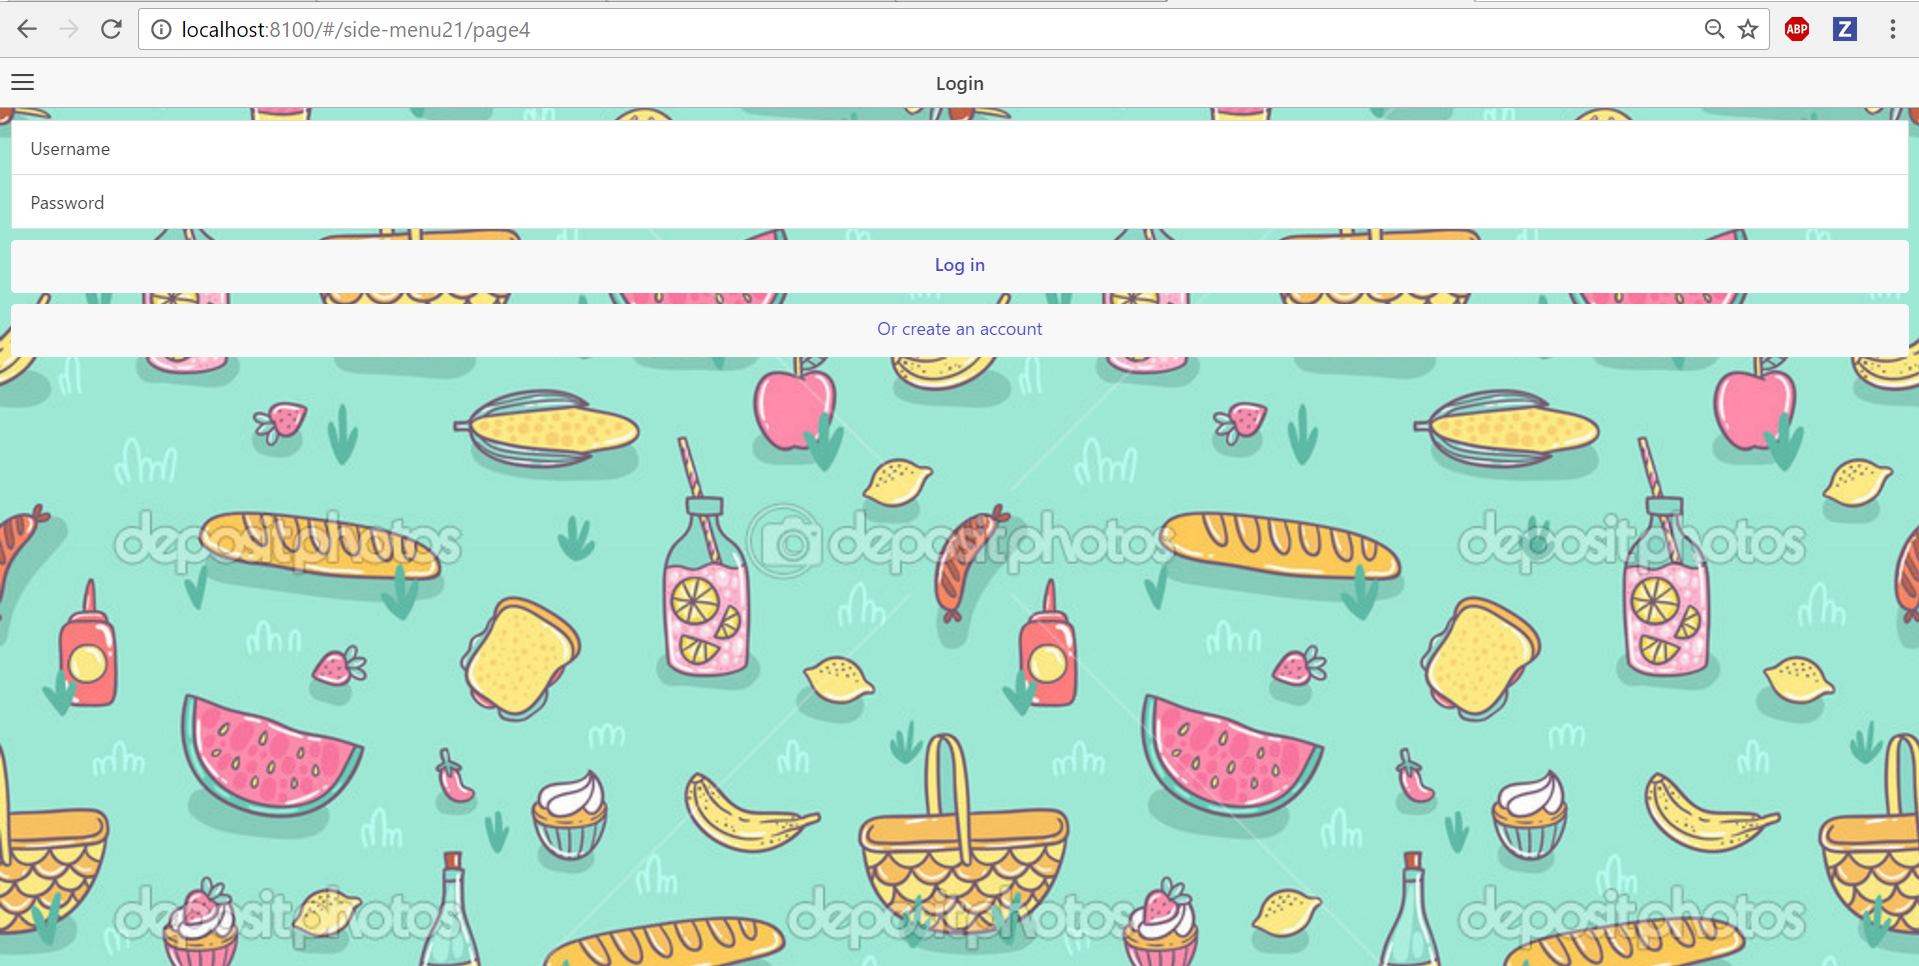 localhost:8100/#/side-menu21/page4
ABP
Z
Login
Username
Password
Log in
Or create an account
depositphotos depositphotos depositphotos
depositphotos depositphotos depositphotos